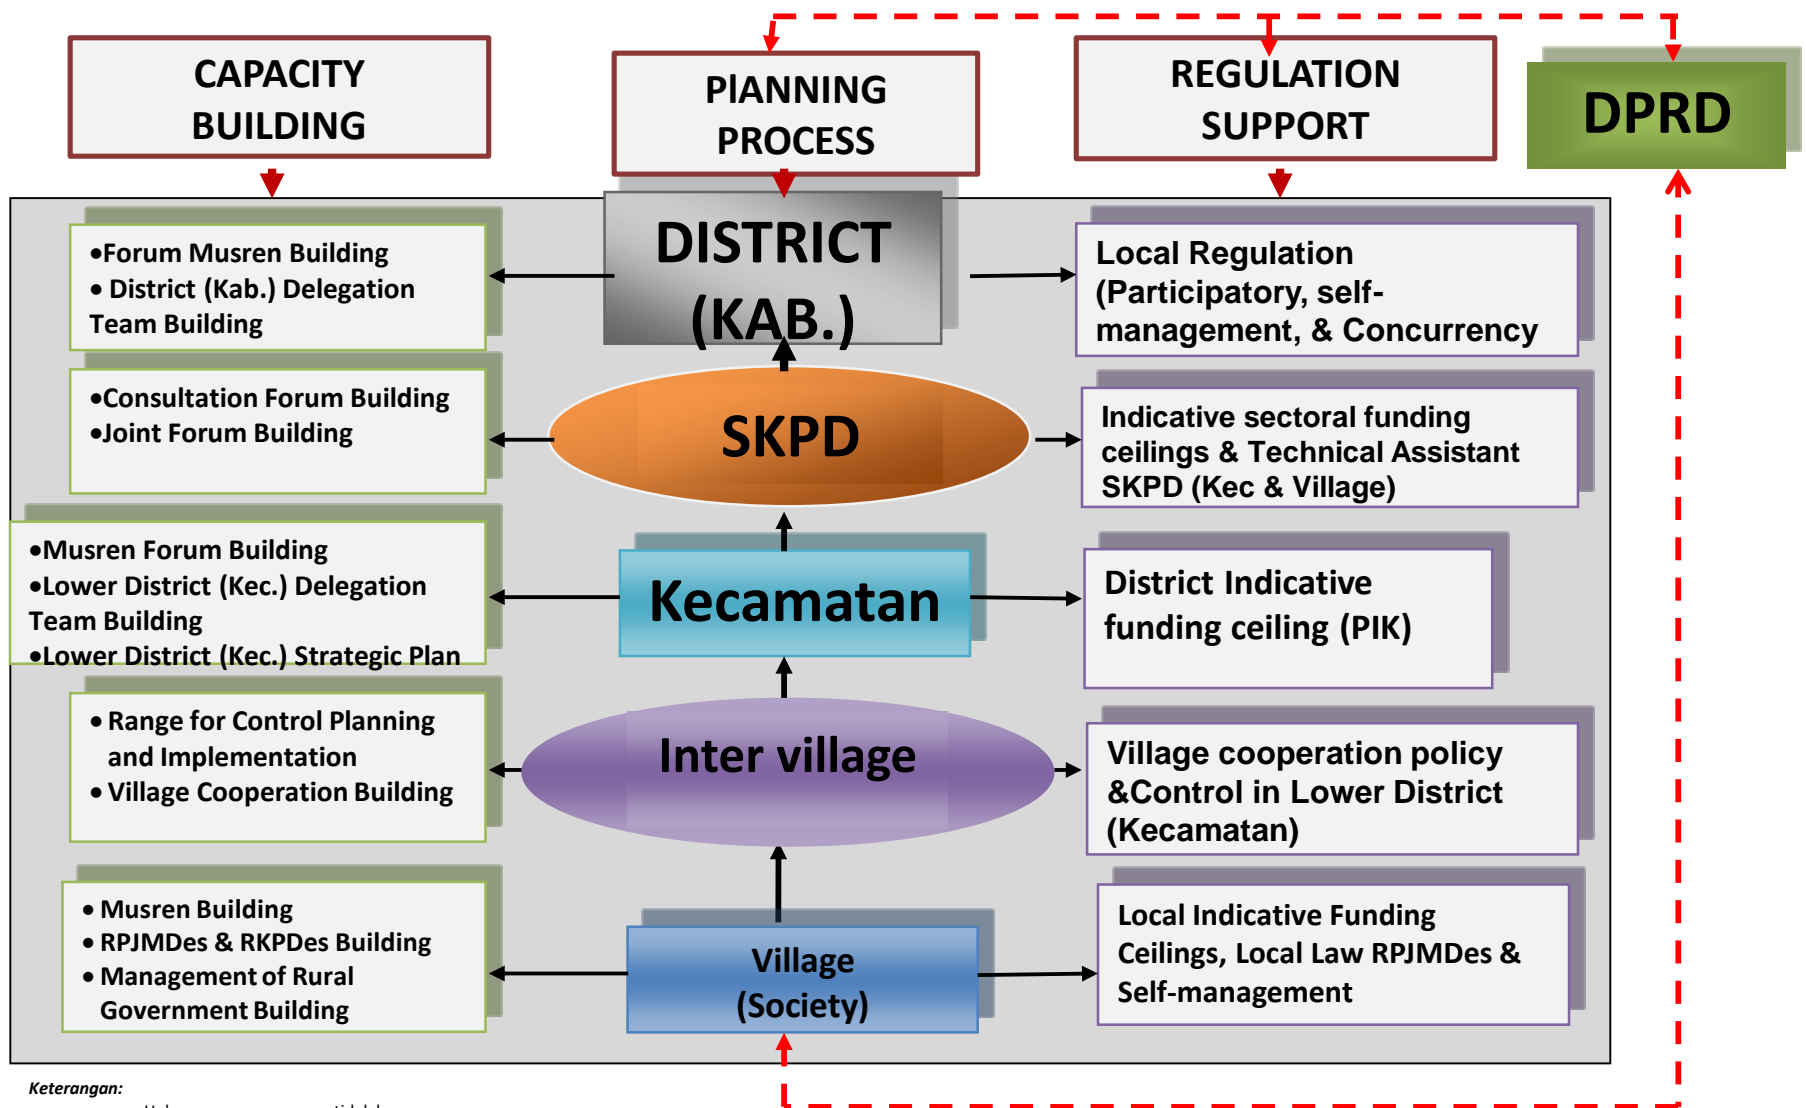 CAPACITY
BUILDING
PlANNING
PROCESS
REGULATION
SUPPORT
DPRD
•Forum Musren Building
• District (Kab.) Delegation
Team Building
DISTRICT
(KAB.)
Local Regulation
(Participatory, self-
management, & Concurrency
•Consultation Forum Building
•Joint Forum Building
SKPD
Indicative sectoral funding
ceilings & Technical Assistant
SKPD (Kec & Village)
•Musren Forum Building
•Lower District (Kec.) Delegation
Team Building
•Lower District (Kec.) Strategic Plan
Kecamatan
District Indicative
funding ceiling (PIK)
• Range for Control Planning
and Implementation
• Village Cooperation Building
Inter village
Village cooperation policy
&Control in Lower District
(Kecamatan)
• Musren Building
• RPJMDes & RKPDes Building
• Management of Rural
Government Building
Village
(Society)
Local Indicative Funding
Ceilings, Local Law RPJMDes &
Self-management
Keterangan: